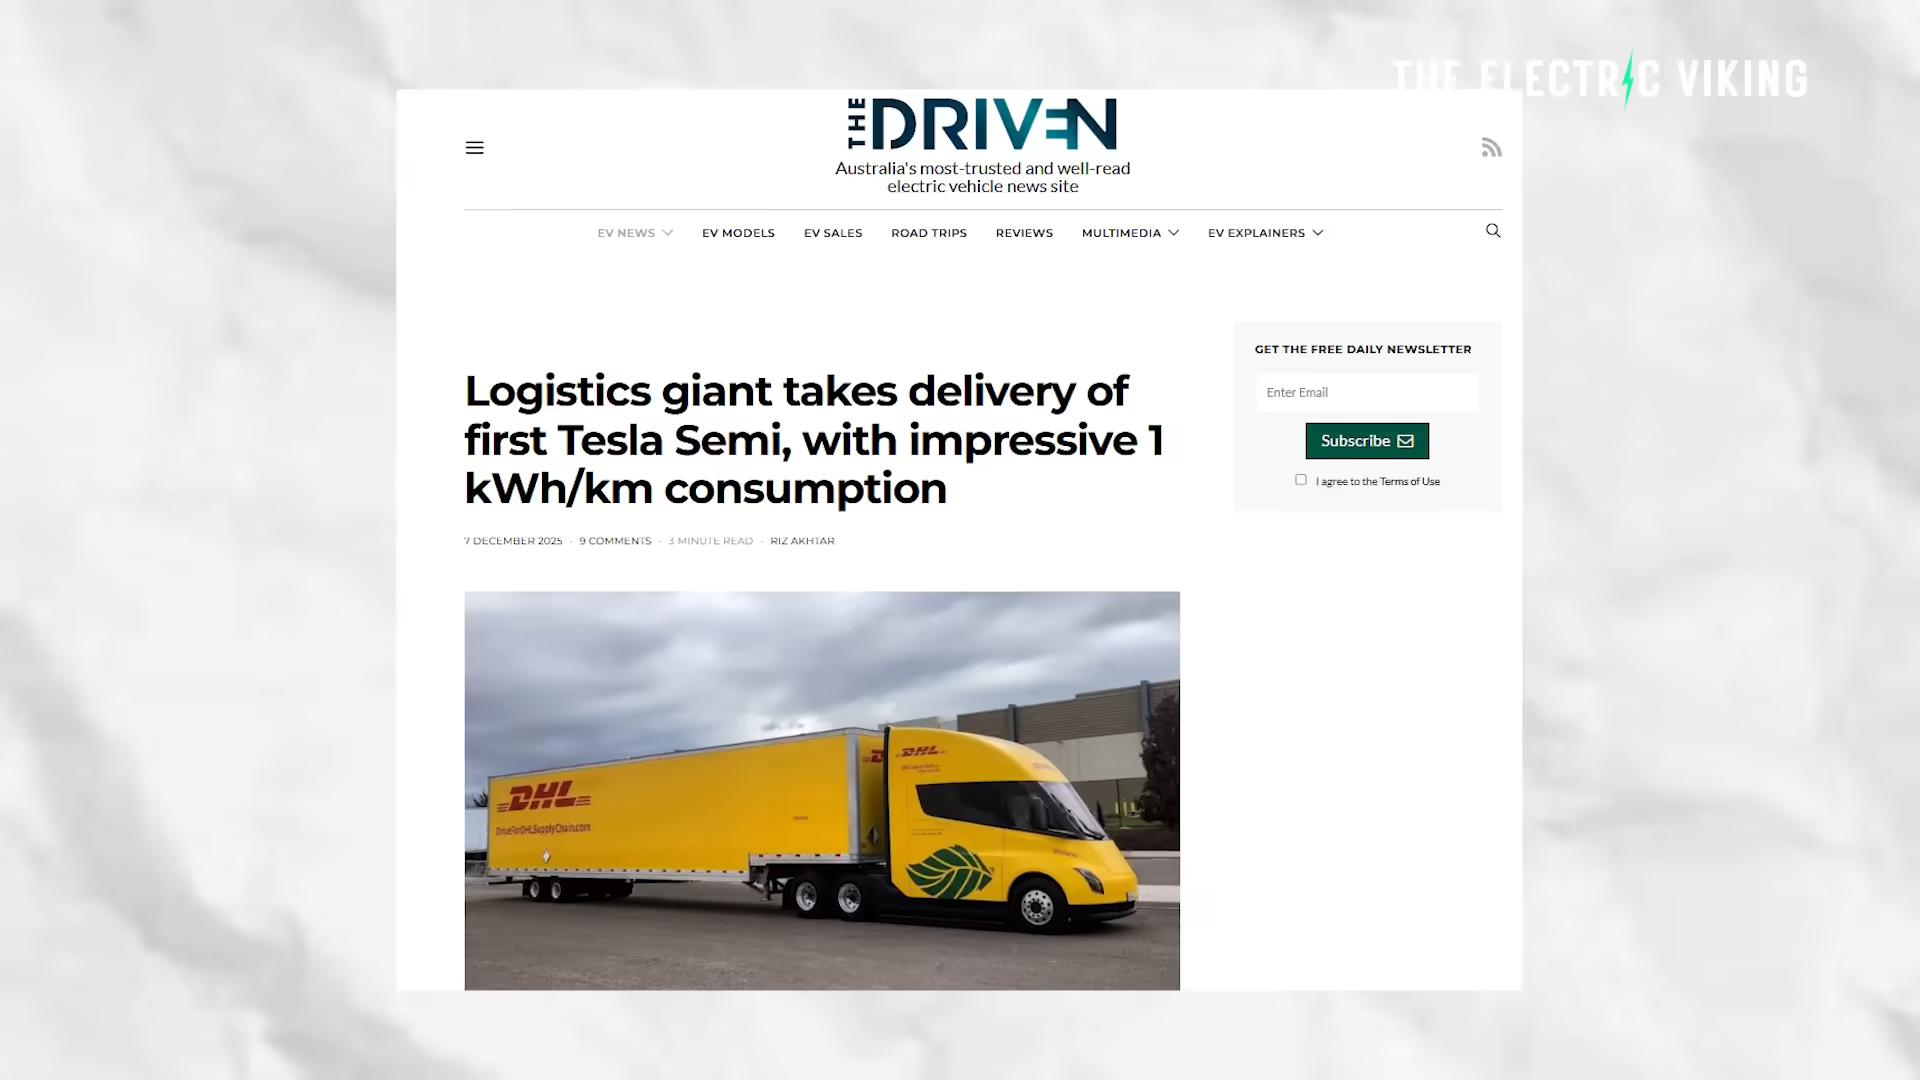 THE ELECTRIC VIKING
THE DRIVEN
Australia's most-trusted and well-read
electric vehicle news site
EV NEWS
EV MODELS
EV SALES
ROAD TRIPS
REVIEWS
MULTIMEDIA
EV EXPLAINERS
Logistics giant takes delivery of
first Tesla Semi, with impressive 1
kWh/km consumption
7 DECEMBER 2025 · 9 COMMENTS · 3 MINUTE READ · RIZ AKHTAR
GET THE FREE DAILY NEWSLETTER
Enter Email
Subscribe
I agree to the Terms of Use
DHL
DriveForDHLSupplyChain.com
DHL